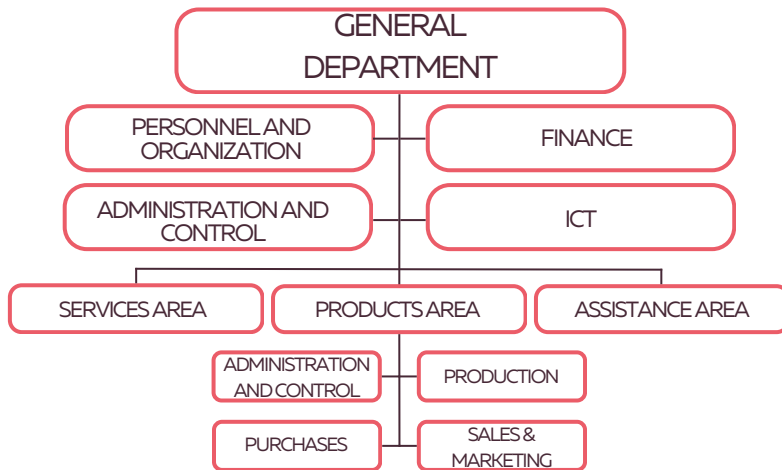 GENERAL
DEPARTMENT
PERSONNEL AND
ORGANIZATION
FINANCE
ADMINISTRATION AND
CONTROL
ICT
SERVICES AREA
PRODUCTS AREA
ASSISTANCE AREA
ADMINISTRATION
AND CONTROL
PRODUCTION
PURCHASES
SALES &
MARKETING